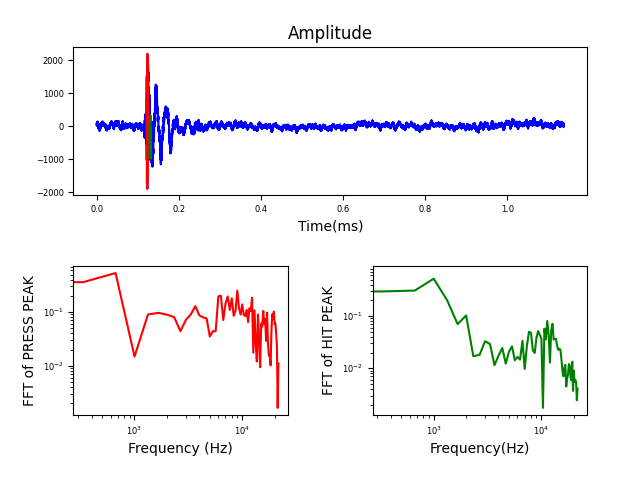 Amplitude
2000
1000
0
−1000
−2000
0.0 0.2 0.4 0.6 0.8 1.0
Time(ms)
FFT of PRESS PEAK
10⁻¹
10⁻²
10³ 10⁴
Frequency (Hz)
FFT of HIT PEAK
10⁻¹
10⁻²
10³ 10⁴
Frequency(Hz)